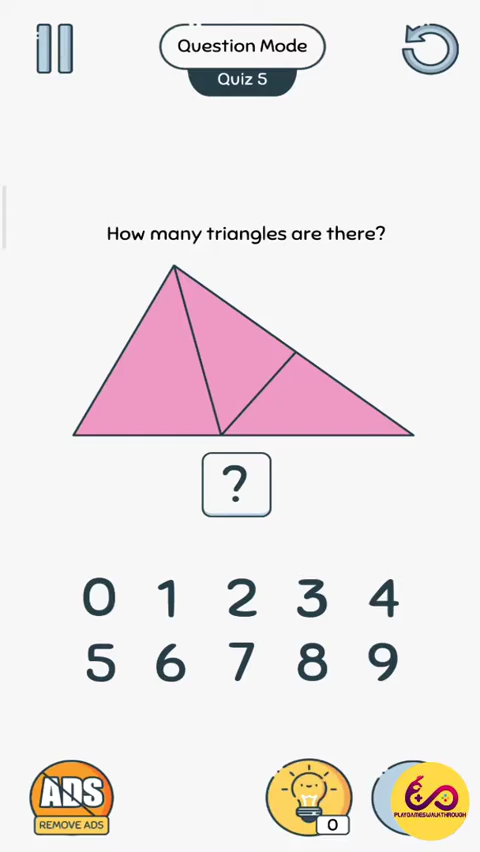 Question Mode
Quiz 5
How many triangles are there?
?
0 1 2 3 4
5 6 7 8 9
ADS
REMOVE ADS
0
PLAYGAMESWALKTHROUGH